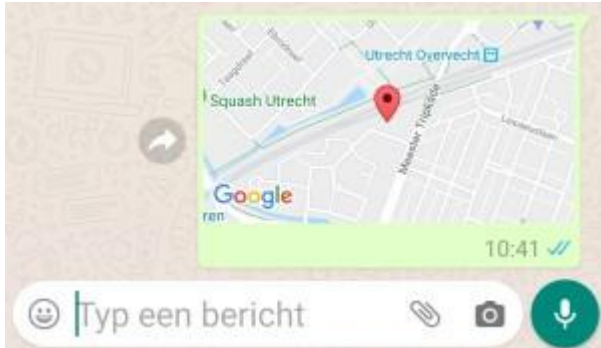 Utrecht Overvecht
Squash Utrecht
Meester Tripkade
Google
ren
10:41
Typ een bericht